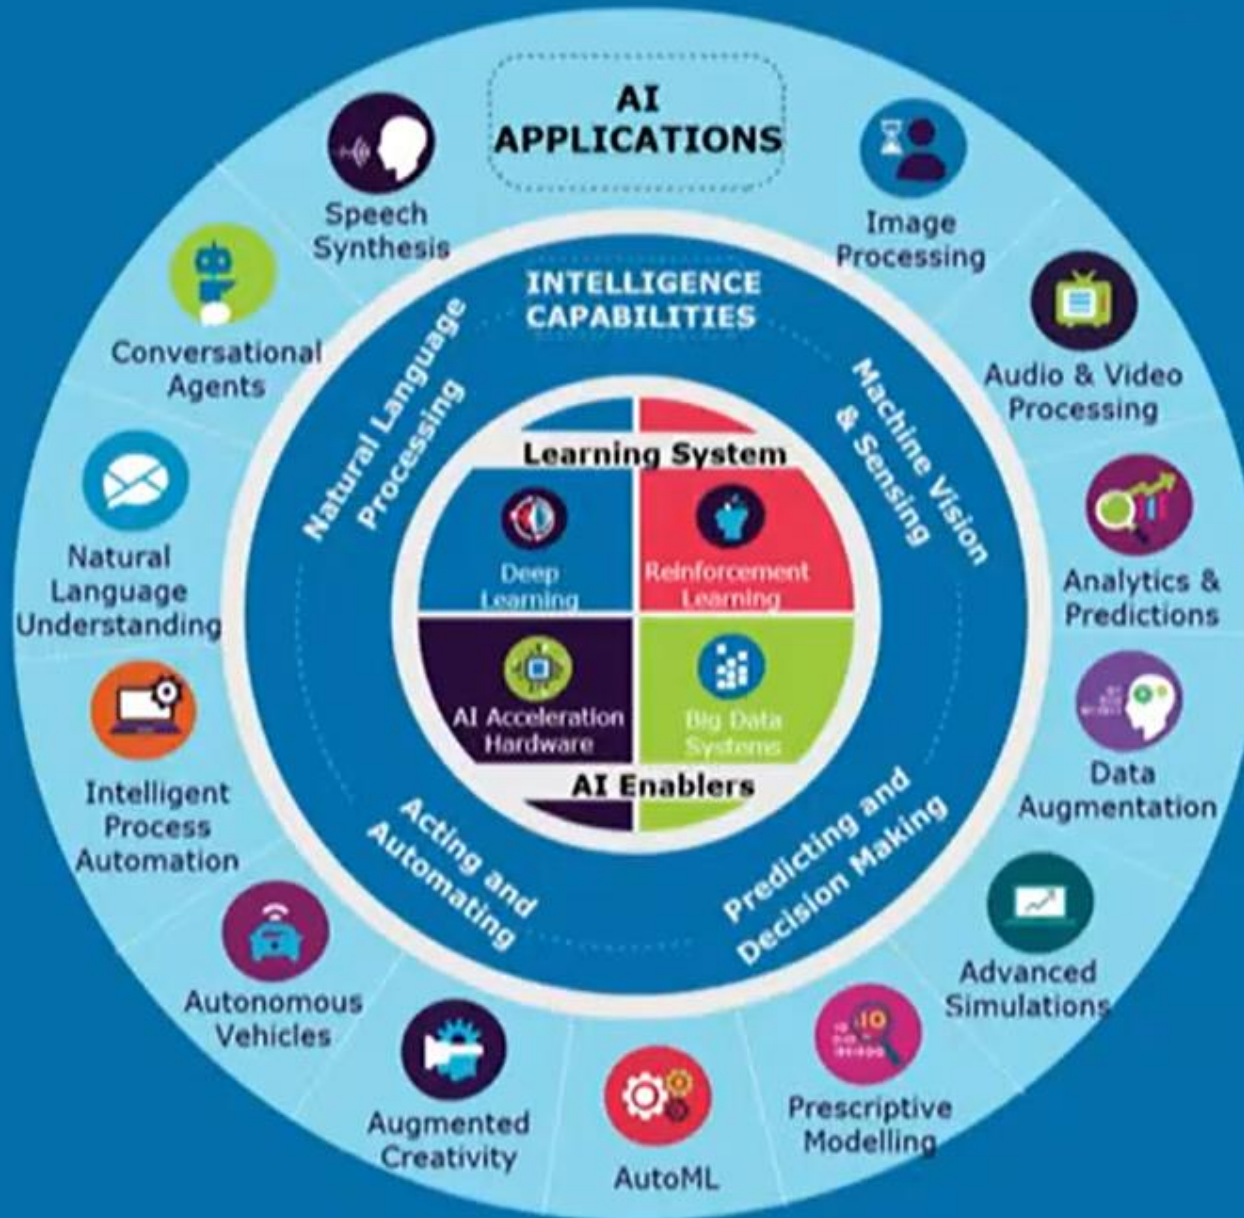 AI
APPLICATIONS
Image
Processing
Audio & Video
Processing
Analytics &
Predictions
Data
Augmentation
Advanced
Simulations
Prescriptive
Modelling
AutoML
Augmented
Creativity
Autonomous
Vehicles
Intelligent
Process
Automation
Natural
Language
Understanding
Conversational
Agents
Speech
Synthesis
INTELLIGENCE
CAPABILITIES
Machine Vision
& Sensing
Predicting and
Decision Making
Acting and
Automating
Natural Language
Processing
Learning System
Deep
Learning
Reinforcement
Learning
AI Acceleration
Hardware
Big Data
Systems
AI Enablers